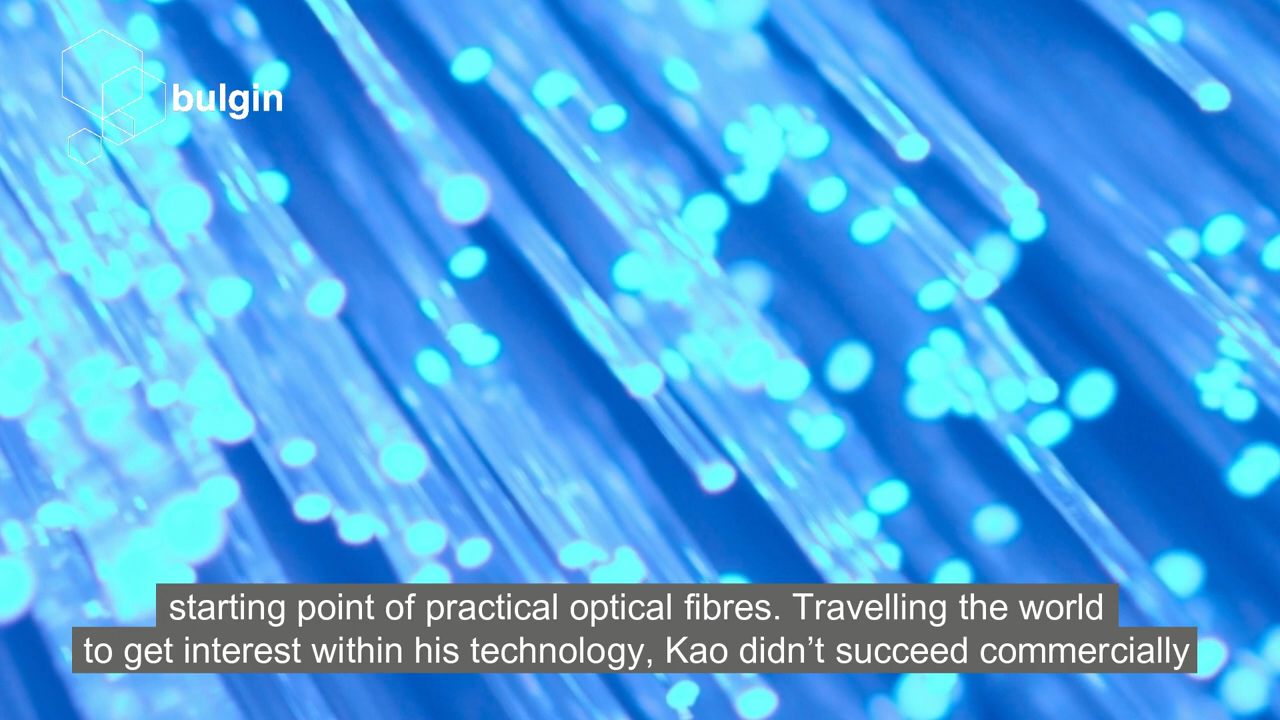 bulgin
starting point of practical optical fibres. Travelling the world
to get interest within his technology, Kao didn’t succeed commercially